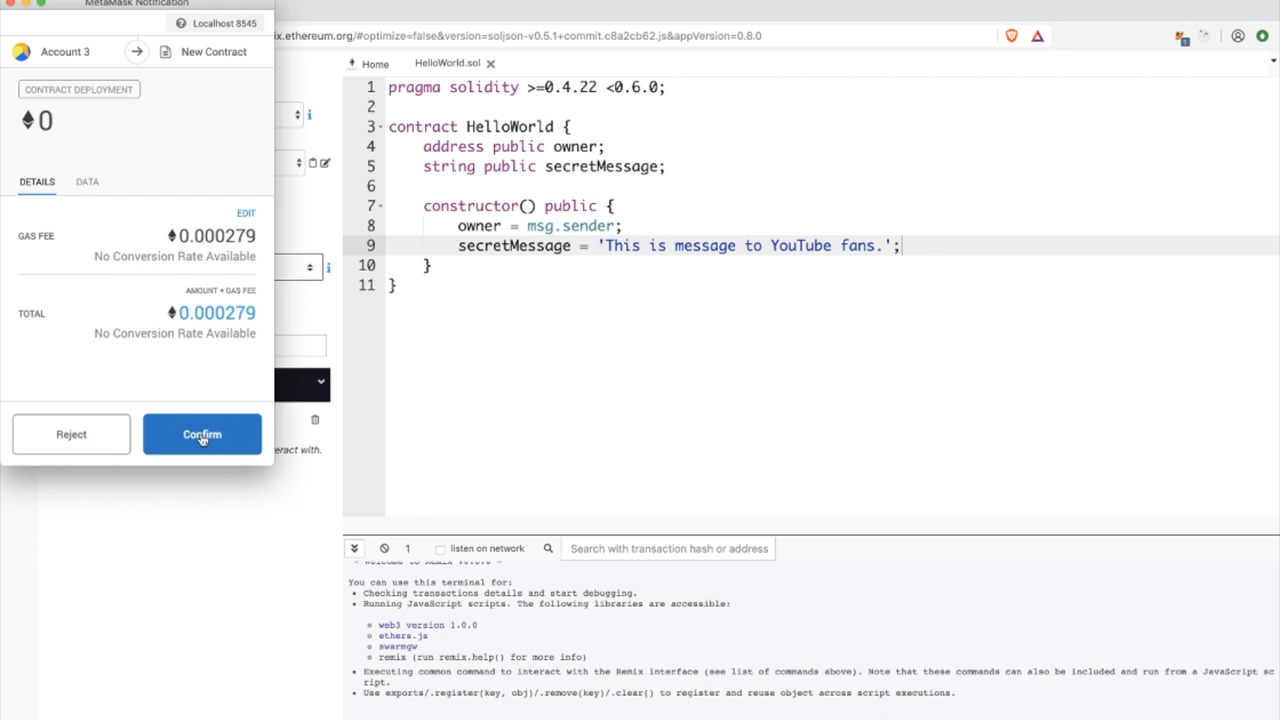 MetaMask Notification
Localhost 8545
Account 3
New Contract
CONTRACT DEPLOYMENT
0
DETAILS DATA
EDIT
GAS FEE 0.000279
No Conversion Rate Available
AMOUNT + GAS FEE
TOTAL 0.000279
No Conversion Rate Available
Reject Confirm
ix.ethereum.org/#optimize=false&version=soljson-v0.5.1+commit.c8a2cb62.js&appVersion=0.8.0
1
Home HelloWorld.sol
i
i
eract with.
1 pragma solidity >=0.4.22 <0.6.0;
2
3 contract HelloWorld {
4 address public owner;
5 string public secretMessage;
6
7 constructor() public {
8 owner = msg.sender;
9 secretMessage = 'This is message to YouTube fans.';
10 }
11 }
1 listen on network Search with transaction hash or address
You can use this terminal for:
• Checking transactions details and start debugging.
• Running JavaScript scripts. The following libraries are accessible:
web3 version 1.0.0
ethers.js
swarmgw
remix (run remix.help() for more info)
• Executing common command to interact with the Remix interface (see list of commands above). Note that these commands can also be included and run from a JavaScript sc
ript.
• Use exports/.register(key, obj)/.remove(key)/.clear() to register and reuse object across script executions.